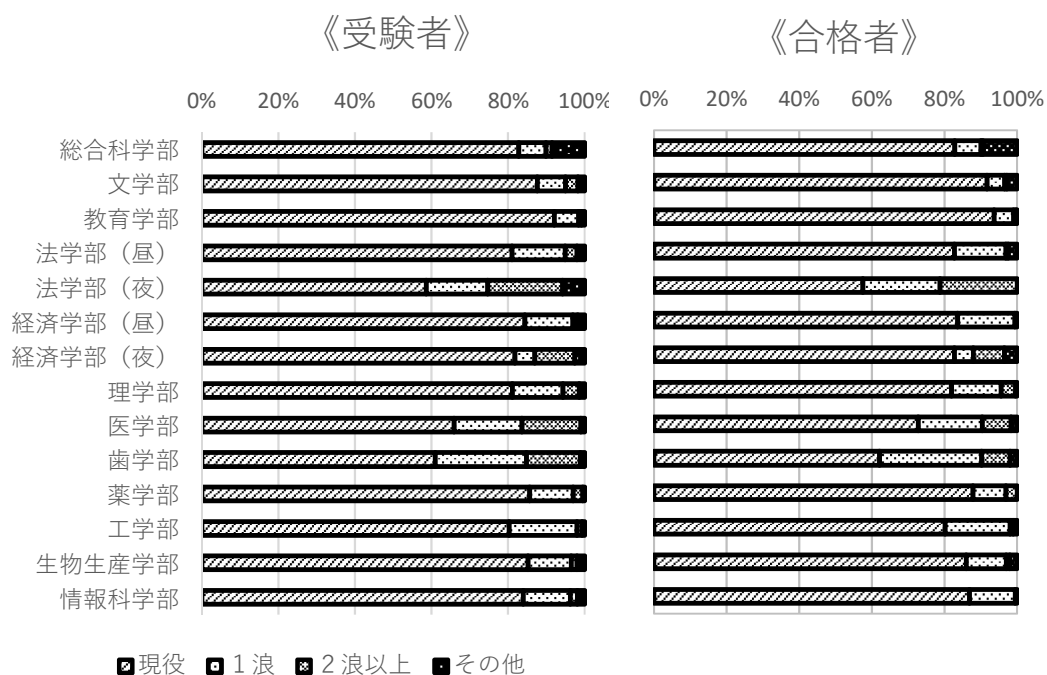 《受験者》
《合格者》
0% 20% 40% 60% 80% 100%
0% 20% 40% 60% 80% 100%
総合科学部
文学部
教育学部
法学部（昼）
法学部（夜）
経済学部（昼）
経済学部（夜）
理学部
医学部
歯学部
薬学部
工学部
生物生産学部
情報科学部
現役 1浪 2浪以上 その他